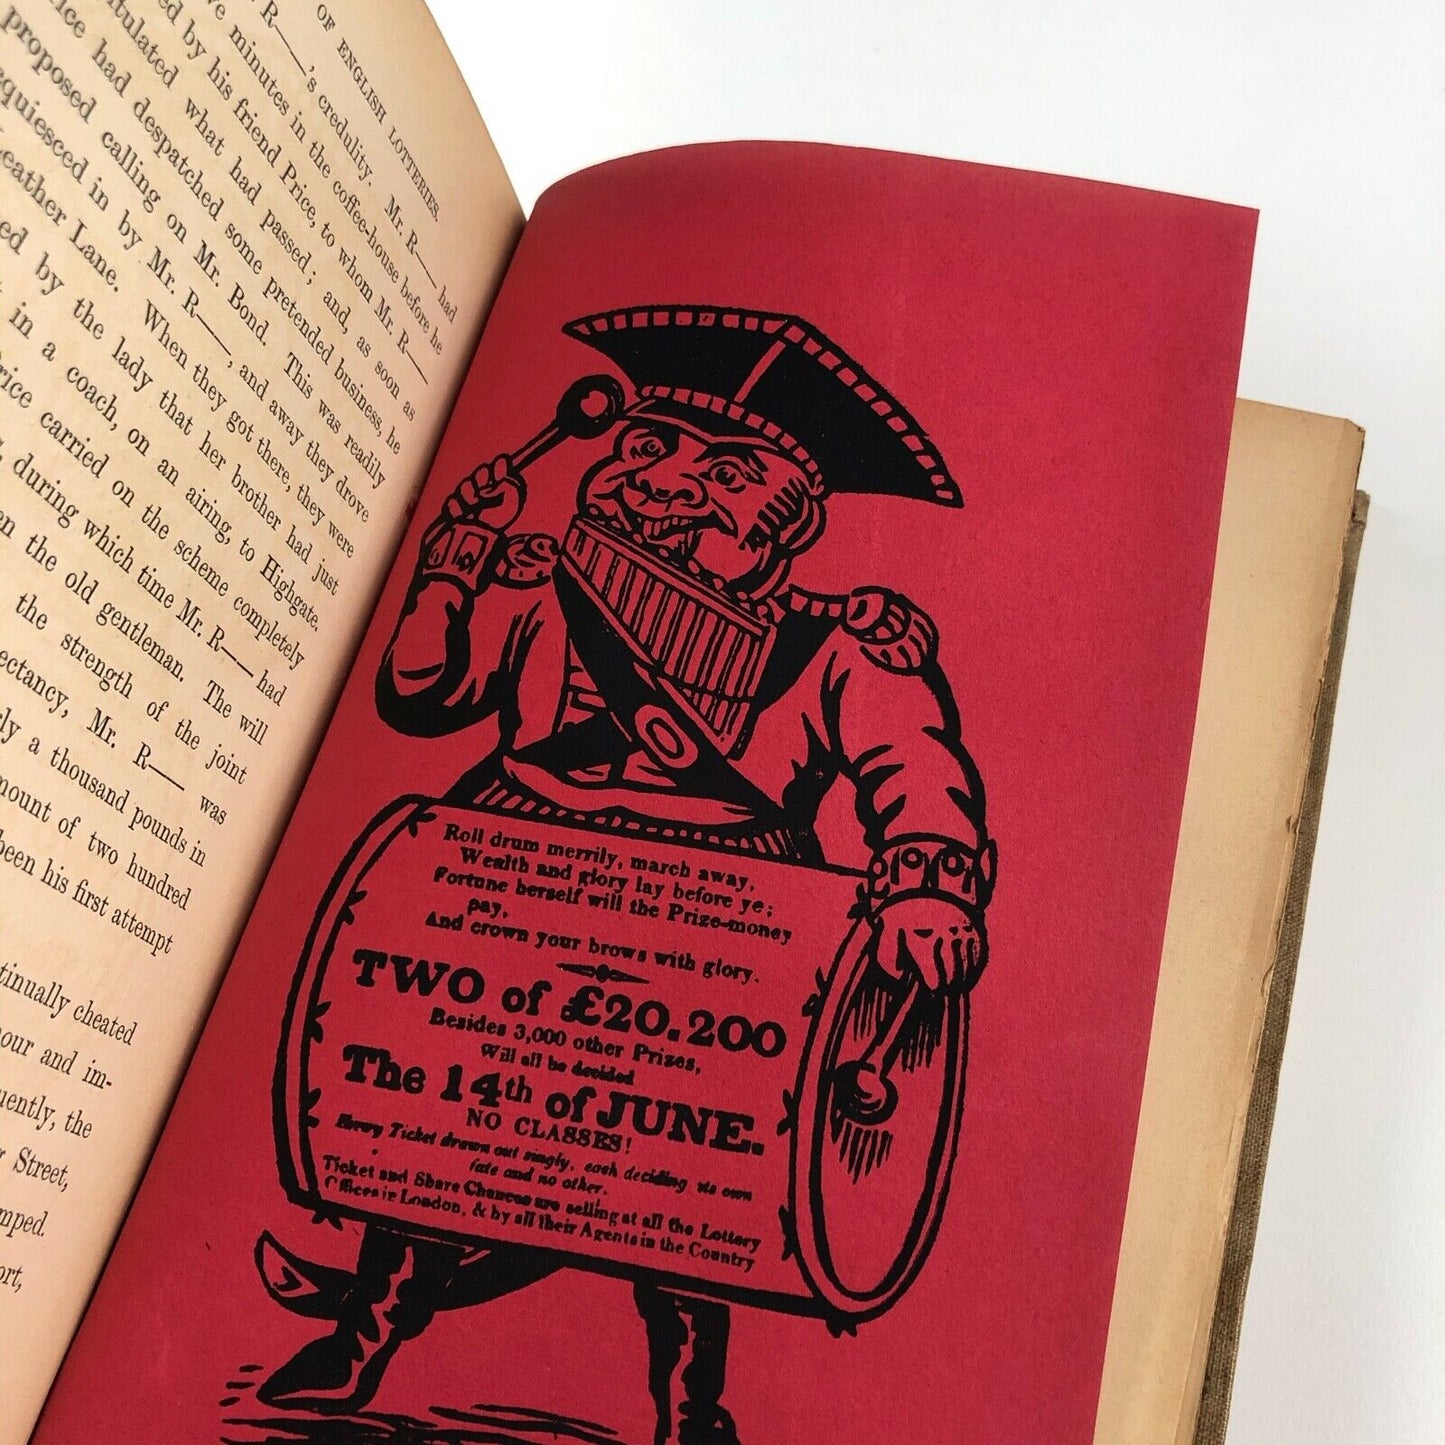 OF ENGLISH LOTTERIES.
R——'s credulity. Mr. R—— had
minutes in the coffee-house before he
by his friend Price, to whom Mr. R——
what had passed; and, as soon as
had despatched some pretended business, he
proposed calling on Mr. Bond. This was readily
in by Mr. R——, and away they drove
Lane. When they got there, they were
by the lady that her brother had just
in a coach, on an airing, to Highgate.
carried on the scheme completely
during which time Mr. R—— had
the old gentleman. The will
the strength of the joint
Mr. R—— was
a thousand pounds in
of two hundred
been his first attempt
cheated
and im-
the
Street,
Roll drum merrily, march away,
Wealth and glory lay before ye;
Fortune herself will the Prize-money
pay,
And crown your brows with glory.
TWO of £20.200
Besides 3,000 other Prizes,
Will all be decided
The 14th of JUNE.
NO CLASSES!
Every Ticket drawn out singly, each deciding its own
fate and no other.
Ticket and Share Chances are selling at all the Lottery
Offices in London, & by all their Agents in the Country